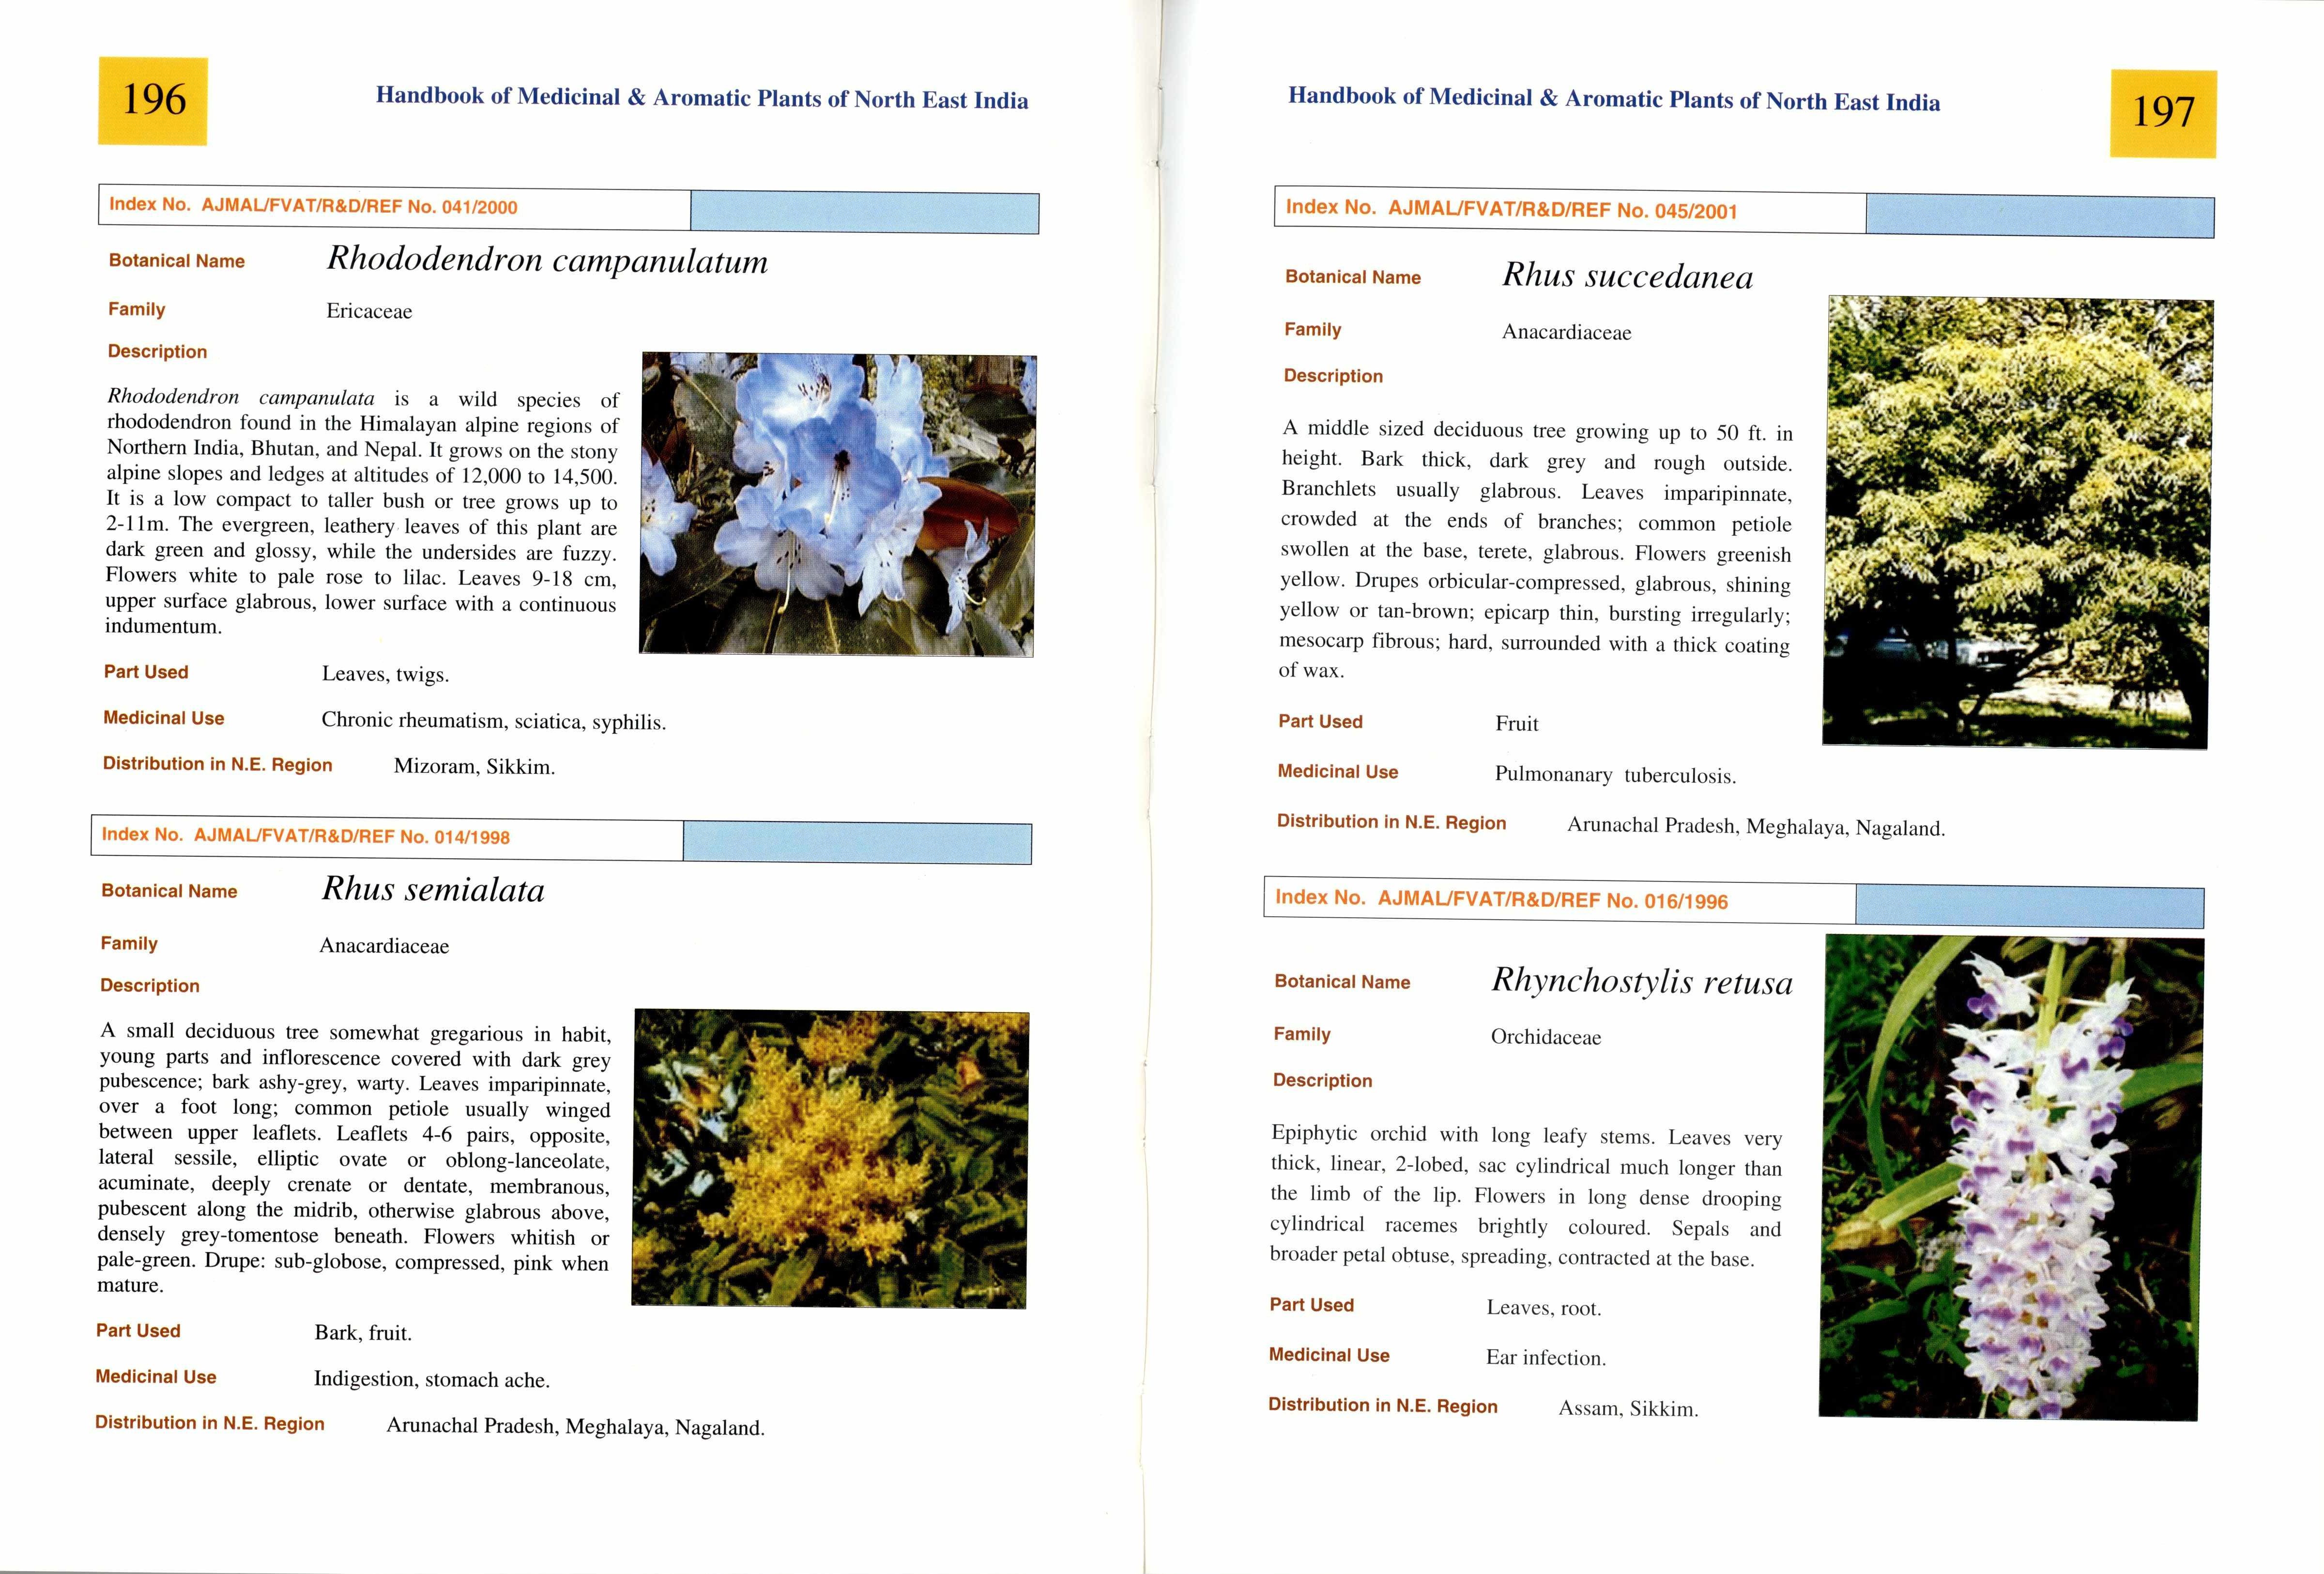 196
Handbook of Medicinal & Aromatic Plants of North East India
Index No. AJMAL/FVAT/R&D/REF No. 041/2000
Botanical Name Rhododendron campanulatum
Family Ericaceae
Description
Rhododendron campanulata is a wild species of
rhododendron found in the Himalayan alpine regions of
Northern India, Bhutan, and Nepal. It grows on the stony
alpine slopes and ledges at altitudes of 12,000 to 14,500.
It is a low compact to taller bush or tree grows up to
2-11m. The evergreen, leathery leaves of this plant are
dark green and glossy, while the undersides are fuzzy.
Flowers white to pale rose to lilac. Leaves 9-18 cm,
upper surface glabrous, lower surface with a continuous
indumentum.
Part Used Leaves, twigs.
Medicinal Use Chronic rheumatism, sciatica, syphilis.
Distribution in N.E. Region Mizoram, Sikkim.
Index No. AJMAL/FVAT/R&D/REF No. 014/1998
Botanical Name Rhus semialata
Family Anacardiaceae
Description
A small deciduous tree somewhat gregarious in habit,
young parts and inflorescence covered with dark grey
pubescence; bark ashy-grey, warty. Leaves imparipinnate,
over a foot long; common petiole usually winged
between upper leaflets. Leaflets 4-6 pairs, opposite,
lateral sessile, elliptic ovate or oblong-lanceolate,
acuminate, deeply crenate or dentate, membranous,
pubescent along the midrib, otherwise glabrous above,
densely grey-tomentose beneath. Flowers whitish or
pale-green. Drupe: sub-globose, compressed, pink when
mature.
Part Used Bark, fruit.
Medicinal Use Indigestion, stomach ache.
Distribution in N.E. Region Arunachal Pradesh, Meghalaya, Nagaland.
Handbook of Medicinal & Aromatic Plants of North East India
197
Index No. AJMAL/FVAT/R&D/REF No. 045/2001
Botanical Name Rhus succedanea
Family Anacardiaceae
Description
A middle sized deciduous tree growing up to 50 ft. in
height. Bark thick, dark grey and rough outside.
Branchlets usually glabrous. Leaves imparipinnate,
crowded at the ends of branches; common petiole
swollen at the base, terete, glabrous. Flowers greenish
yellow. Drupes orbicular-compressed, glabrous, shining
yellow or tan-brown; epicarp thin, bursting irregularly;
mesocarp fibrous; hard, surrounded with a thick coating
of wax.
Part Used Fruit
Medicinal Use Pulmonanary tuberculosis.
Distribution in N.E. Region Arunachal Pradesh, Meghalaya, Nagaland.
Index No. AJMAL/FVAT/R&D/REF No. 016/1996
Botanical Name Rhynchostylis retusa
Family Orchidaceae
Description
Epiphytic orchid with long leafy stems. Leaves very
thick, linear, 2-lobed, sac cylindrical much longer than
the limb of the lip. Flowers in long dense drooping
cylindrical racemes brightly coloured. Sepals and
broader petal obtuse, spreading, contracted at the base.
Part Used Leaves, root.
Medicinal Use Ear infection.
Distribution in N.E. Region Assam, Sikkim.